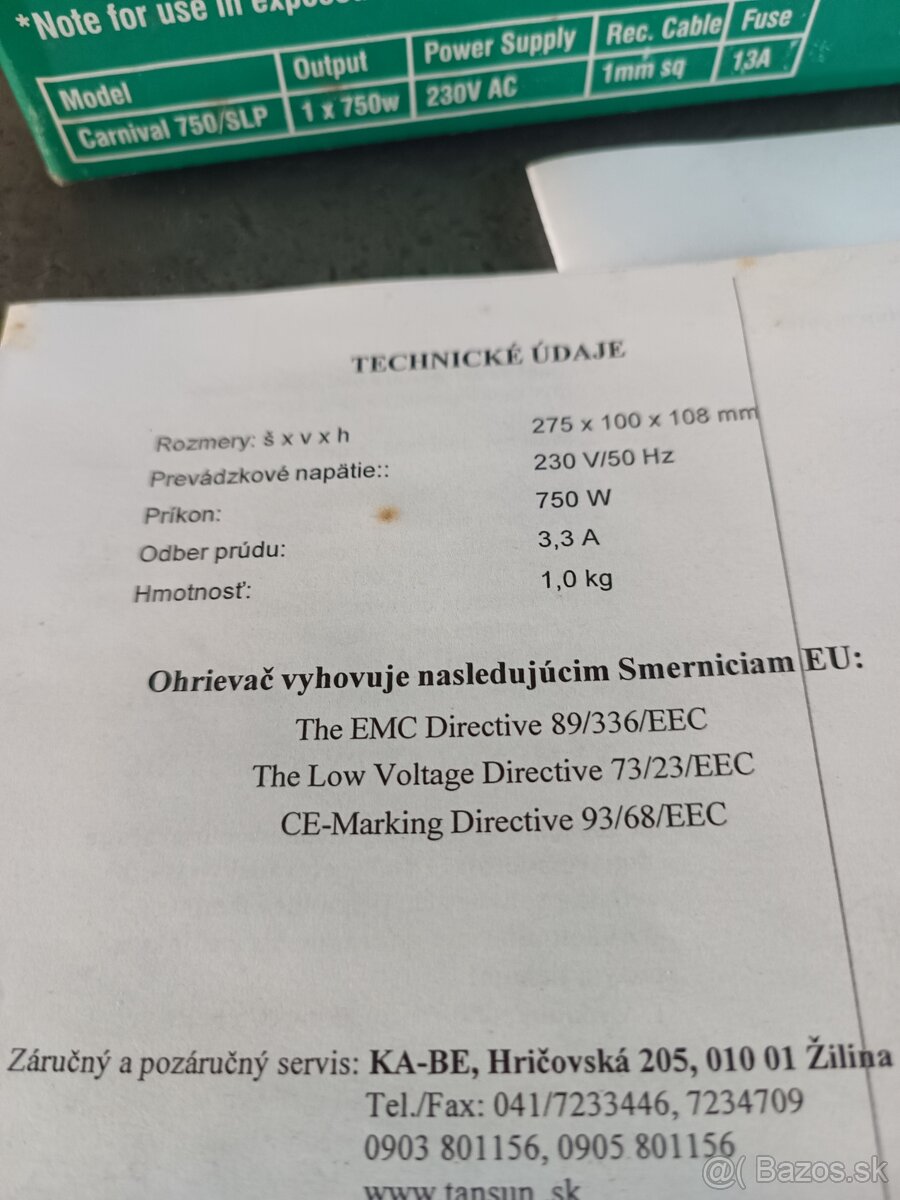 *Note for use in
Model Output Power Supply Rec. Cable Fuse
Carnival 750/SLP 1 x 750w 230V AC 1mm sq 13A
TECHNICKÉ ÚDAJE
Rozmery: š x v x h 275 x 100 x 108 mm
Prevádzkové napätie:: 230 V/50 Hz
Príkon: 750 W
Odber prúdu: 3,3 A
Hmotnosť: 1,0 kg
Ohrievač vyhovuje nasledujúcim Smerniciam EU:
The EMC Directive 89/336/EEC
The Low Voltage Directive 73/23/EEC
CE-Marking Directive 93/68/EEC
Záručný a pozáručný servis: KA-BE, Hričovská 205, 010 01 Žilina
Tel./Fax: 041/7233446, 7234709
0903 801156, 0905 801156
www.tansun.sk
@( Bazos.sk